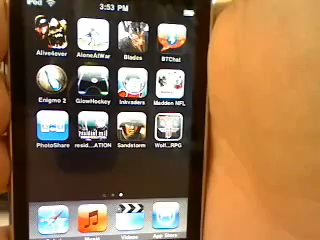 iPod 3:53 PM
Alive4ever AloneAtWar Blades BTChat
Enigmo 2 GlowHockey Inkvaders Madden NFL
PhotoShare resid...ATION Sandstorm Wolf...RPG
Music Videos App Store